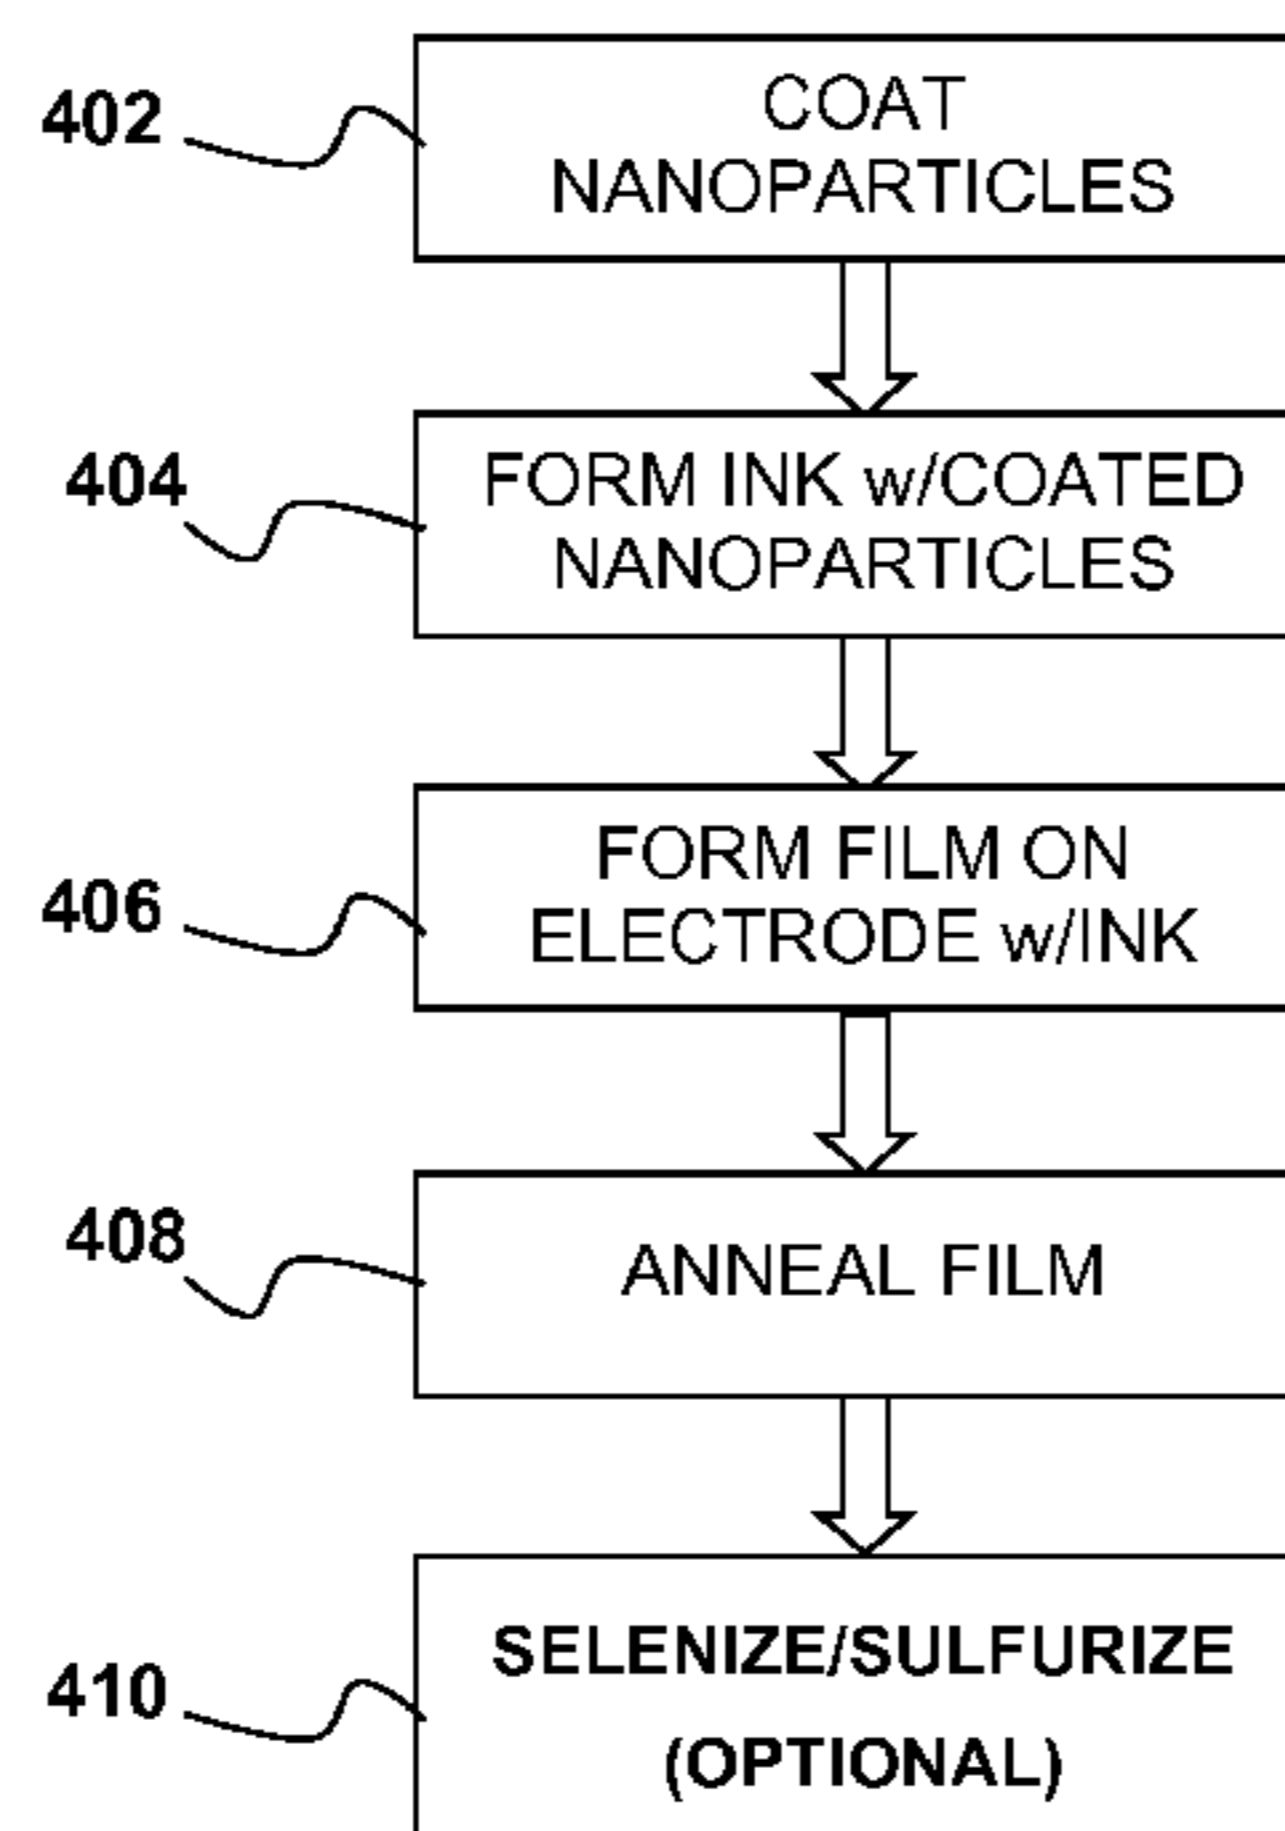 402
COAT
NANOPARTICLES
404
FORM INK w/COATED
NANOPARTICLES
406
FORM FILM ON
ELECTRODE w/INK
408
ANNEAL FILM
410
SELENIZE/SULFURIZE
(OPTIONAL)